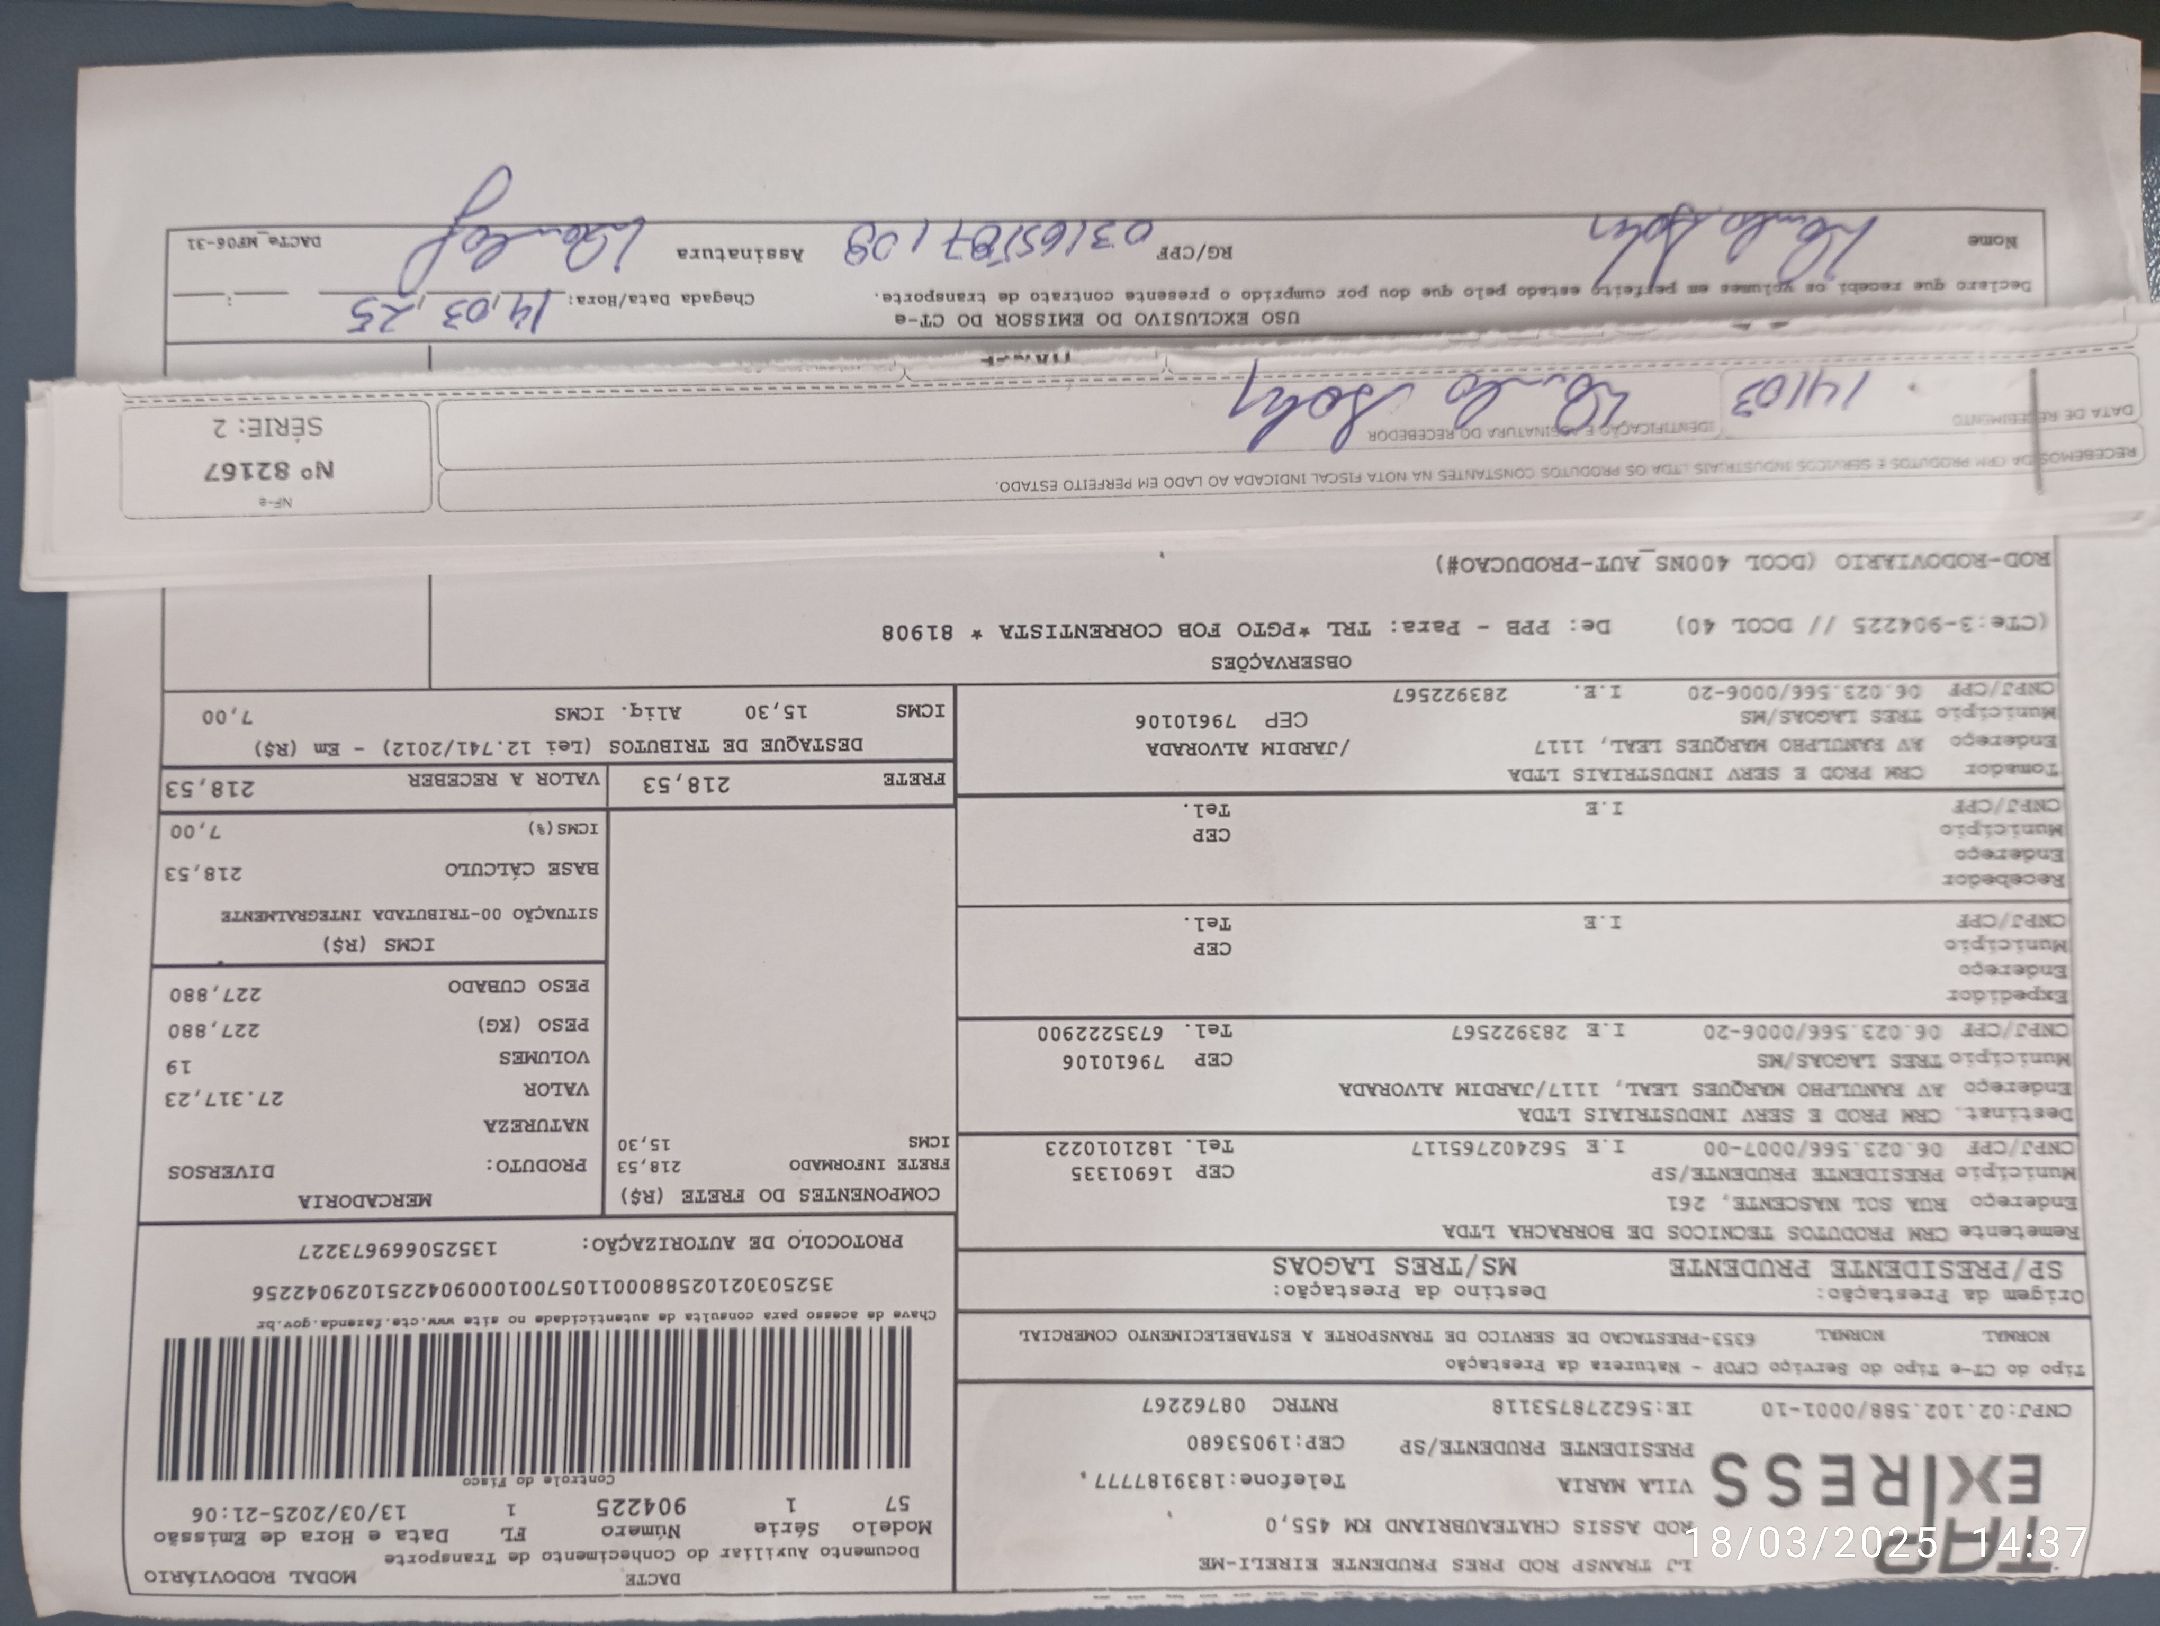 TAP
EXPRESS
LJ TRANSP ROD PRES PRUDENTE EIRELI-ME
ROD ASSIS CHATEAUBRIAND KM 455,0
VILA MARIA Telefone:1839187777.
PRESIDENTE PRUDENTE/SP CEP:19053680
CNPJ:02.102.588/0001-10 IE:562278753118 RNTRC 08762267
DACTE MODAL RODOVIÁRIO
Documento Auxiliar do Conhecimento de Transporte
Modelo Série Número FL Data e Hora de Emissão
57 1 904225 1 13/03/2025-21:06
Controle do Fisco
Chave de acesso para consulta de autenticidade no site www.cte.fazenda.gov.br
35250302102588000110570010009042251029042256
PROTOCOLO DE AUTORIZAÇÃO: 135250669673227
Tipo do CT-e Tipo do Serviço CFOP - Natureza da Prestação
NORMAL NORMAL 6353-PRESTACAO DE SERVICO DE TRANSPORTE A ESTABELECIMENTO COMERCIAL
Origem da Prestação: Destino da Prestação:
SP/PRESIDENTE PRUDENTE MS/TRES LAGOAS
Remetente CRM PRODUTOS TECNICOS DE BORRACHA LTDA
Endereço RUA SOL NASCENTE, 261
Município PRESIDENTE PRUDENTE/SP CEP 16901335
CNPJ/CPF 06.023.566/0007-00 I.E 562402765117 Tel. 1821010223
Destinat. CRM PROD E SERV INDUSTRIAIS LTDA
Endereço AV RANULPHO MARQUES LEAL, 1117/JARDIM ALVORADA
Município TRES LAGOAS/MS CEP 79610106
CNPJ/CPF 06.023.566/0006-20 I.E 283922567 Tel. 6735222900
Expedidor
Endereço
Município CEP
CNPJ/CPF I.E Tel.
Recebedor
Endereço
Município CEP
CNPJ/CPF I.E Tel.
Tomador CRM PROD E SERV INDUSTRIAIS LTDA
Endereço AV RANULPHO MARQUES LEAL, 1117 /JARDIM ALVORADA
Município TRES LAGOAS/MS CEP 79610106
CNPJ/CPF 06.023.566/0006-20 I.E. 283922567
COMPONENTES DO FRETE (R$)
FRETE INFORMADO 218,53
ICMS 15,30
MERCADORIA
PRODUTO: DIVERSOS
NATUREZA
VALOR 27.317,23
VOLUMES 19
PESO (KG) 227,880
PESO CUBADO 227,880
ICMS (R$)
SITUAÇÃO 00-TRIBUTADA INTEGRALMENTE
BASE CÁLCULO 218,53
ICMS(%) 7,00
FRETE 218,53 VALOR A RECEBER 218,53
DESTAQUE DE TRIBUTOS (Lei 12.741/2012) - Em (R$)
ICMS 15,30 Aliq. ICMS 7,00
OBSERVAÇÕES
(CTe:3-904225 // DCOL 40) De: PPB - Para: TRL *PGTO FOB CORRENTISTA * 81908
ROD-RODOVIARIO (DCOL 400NS_AUT-PRODUCAO#)
RECEBEMOS DA CRM PRODUTOS E SERVICOS INDUSTRIAIS LTDA OS PRODUTOS CONSTANTES NA NOTA FISCAL INDICADA AO LADO EM PERFEITO ESTADO.
DATA DE RECEBIMENTO IDENTIFICAÇÃO E ASSINATURA DO RECEBEDOR
14/03
NF-e
Nº 82167
SÉRIE: 2
USO EXCLUSIVO DO EMISSOR DO CT-e
Declaro que recebi os volumes em perfeito estado pelo que dou por cumprido o presente contrato de transporte. Chegada Data/Hora: 14,03,25 :
Nome RG/CPF Assinatura DACTe_MF06-31
18/03/2025 14:37